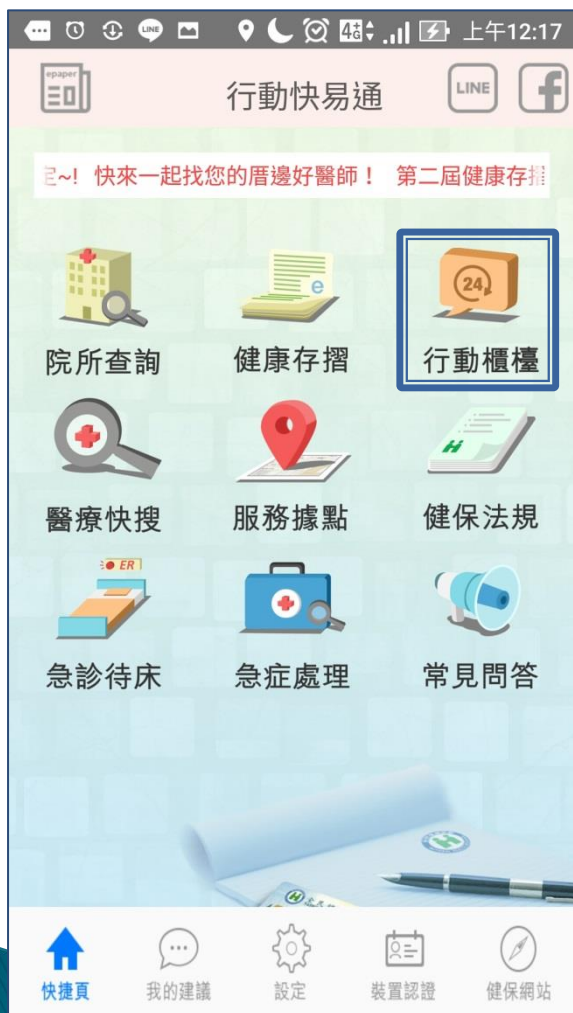 LINE 4G 上午12:17
epaper 行動快易通 LINE f
~! 快來一起找您的厝邊好醫師！ 第二屆健康存摺
e 24
院所查詢 健康存摺 行動櫃檯
醫療快搜 服務據點 健保法規
ER
急診待床 急症處理 常見問答
快捷頁 我的建議 設定 裝置認證 健保網站